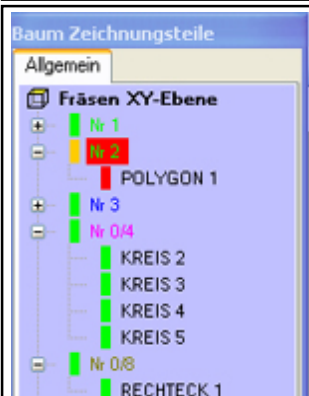 Baum Zeichnungsteile
Allgemein
Fräsen XY-Ebene
Nr 1
Nr 2
POLYGON 1
Nr 3
Nr 0/4
KREIS 2
KREIS 3
KREIS 4
KREIS 5
Nr 0/8
RECHTECK 1